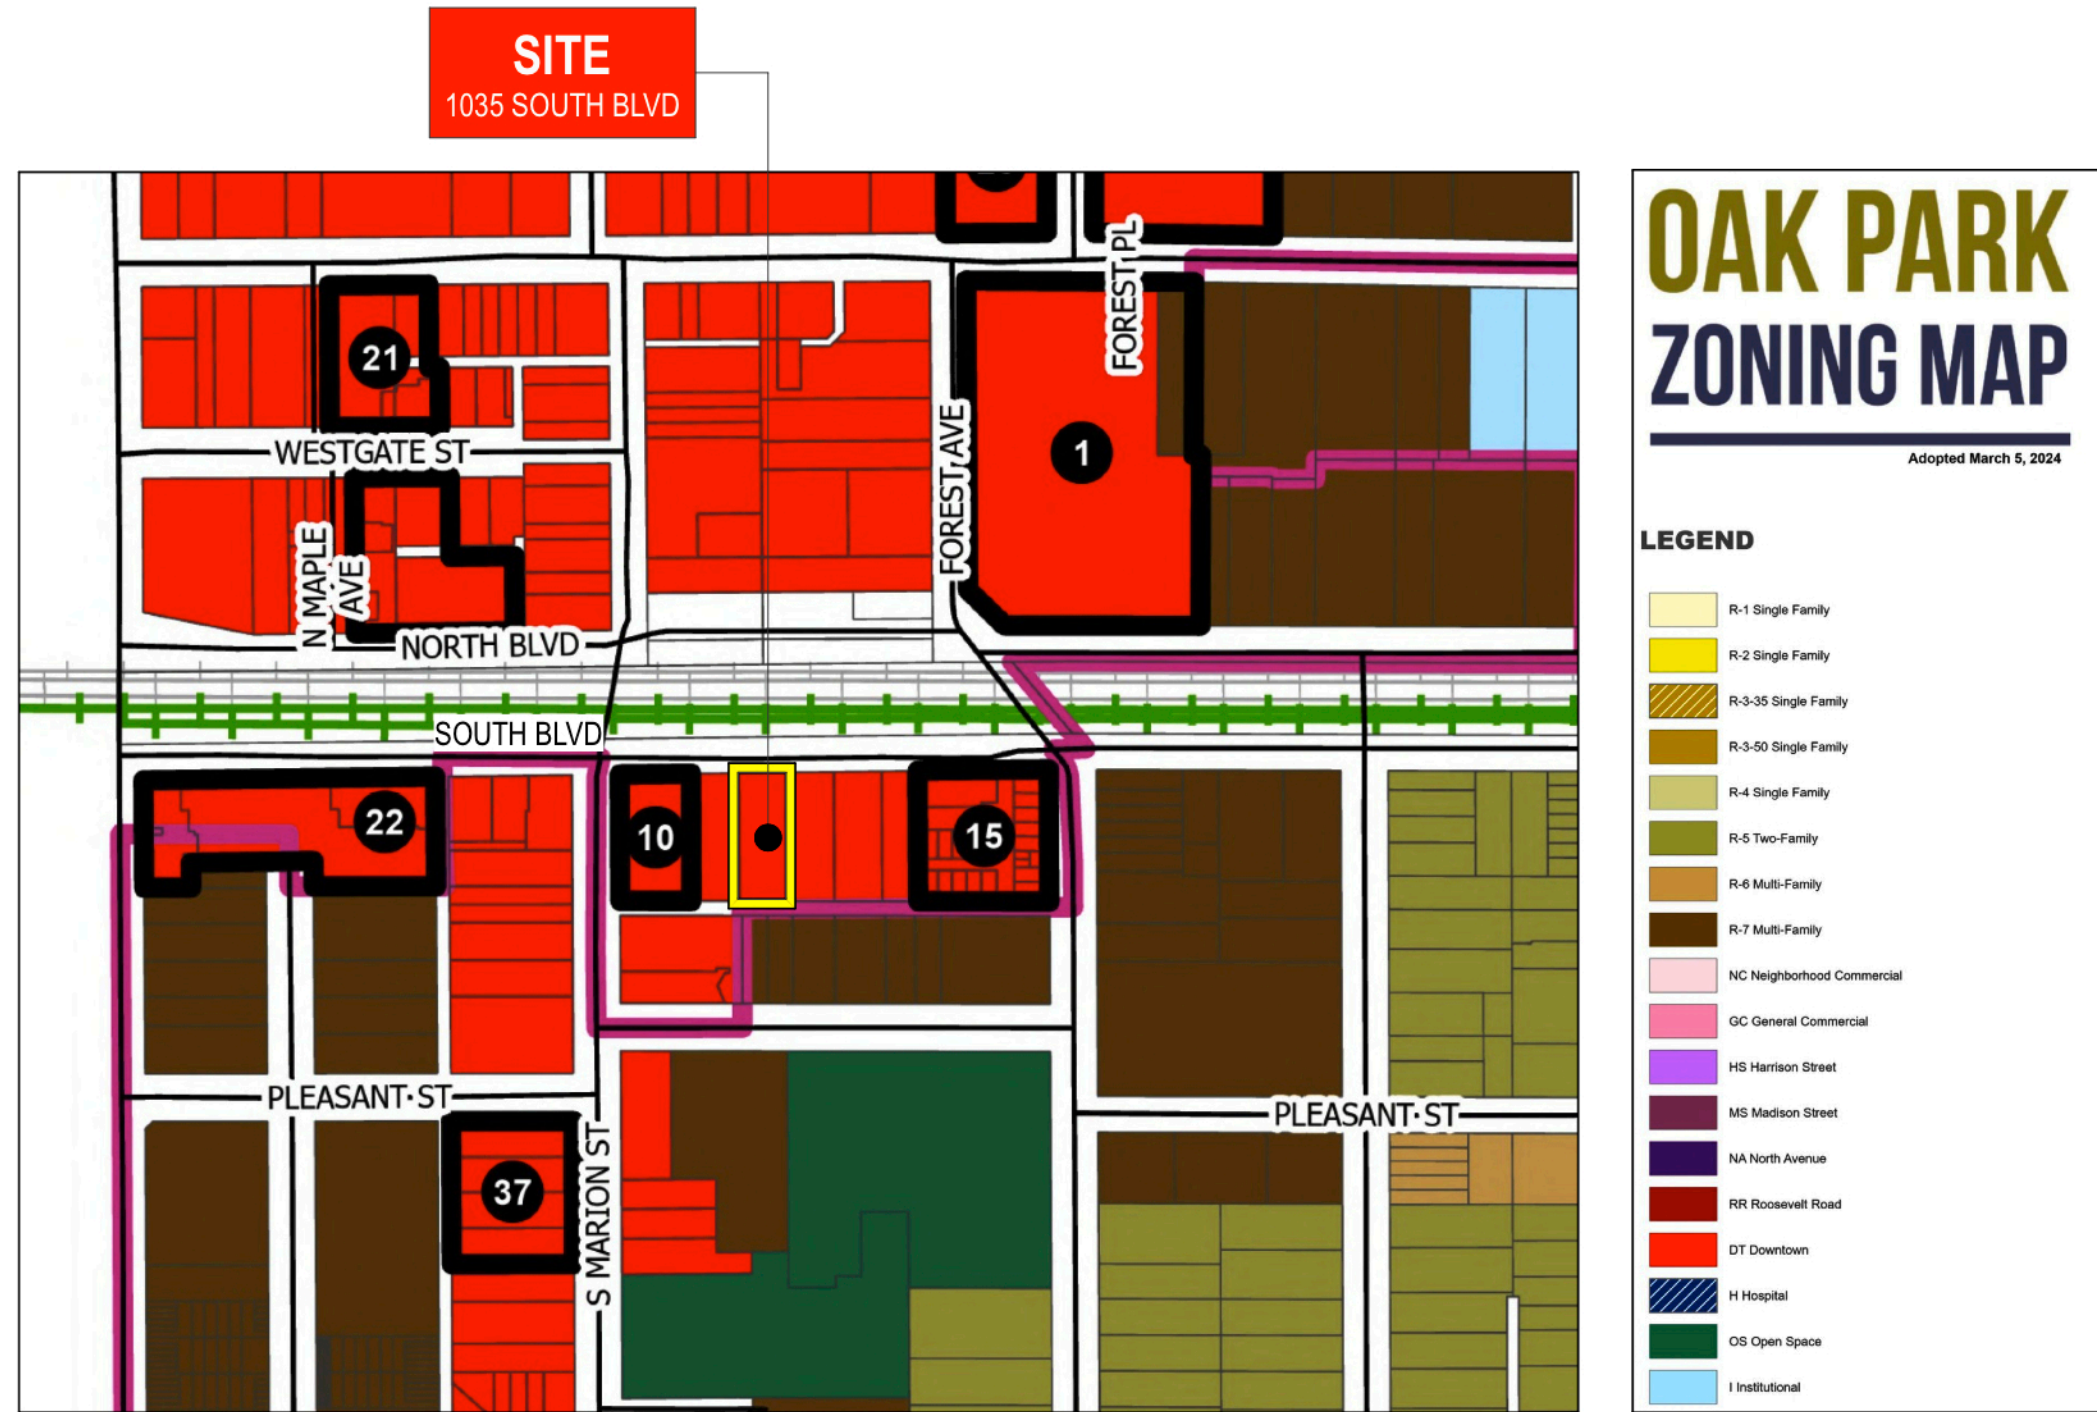 SITE
1035 SOUTH BLVD
OAK PARK
ZONING MAP
Adopted March 5, 2024
FOREST PL
21
1
WESTGATE ST
FOREST AVE
N MAPLE
AVE
NORTH BLVD
SOUTH BLVD
22
10
15
PLEASANT ST
PLEASANT ST
37
S MARION ST
LEGEND
R-1 Single Family
R-2 Single Family
R-3-35 Single Family
R-3-50 Single Family
R-4 Single Family
R-5 Two-Family
R-6 Multi-Family
R-7 Multi-Family
NC Neighborhood Commercial
GC General Commercial
HS Harrison Street
MS Madison Street
NA North Avenue
RR Roosevelt Road
DT Downtown
H Hospital
OS Open Space
I Institutional